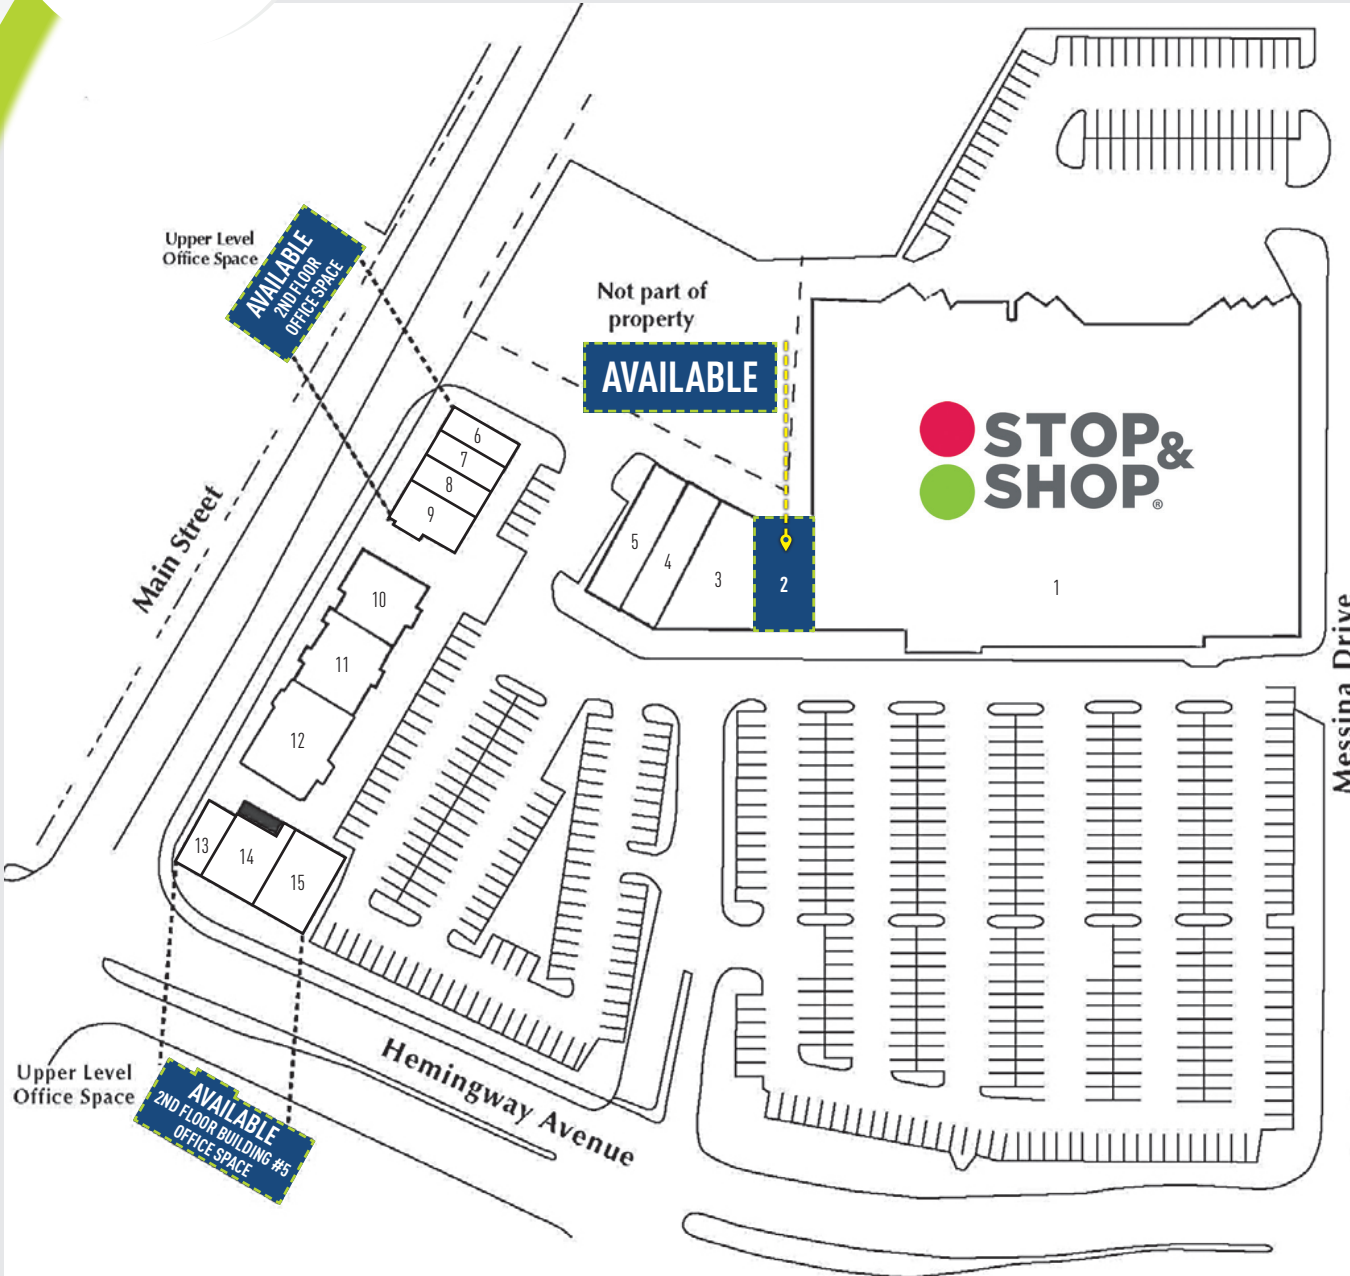 Upper Level
Office Space
AVAILABLE
2ND FLOOR
OFFICE SPACE
Not part of
property
AVAILABLE
STOP&
SHOP®
Main Street
6
7
8
9
5
4
3
2
1
10
11
12
13
14
15
Messina Drive
Hemingway Avenue
Upper Level
Office Space
AVAILABLE
2ND FLOOR BUILDING #5
OFFICE SPACE